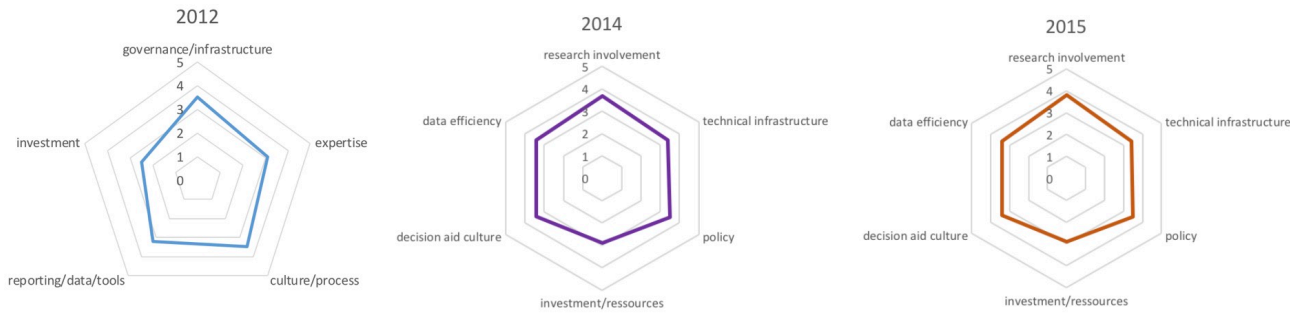 2012
governance/infrastructure
5
4
3
2
1
0
investment
expertise
reporting/data/tools
culture/process
2014
research involvement
5
4
3
2
1
0
data efficiency
technical infrastructure
decision aid culture
policy
investment/ressources
2015
research involvement
5
4
3
2
1
0
data efficiency
technical infrastructure
decision aid culture
policy
investment/ressources